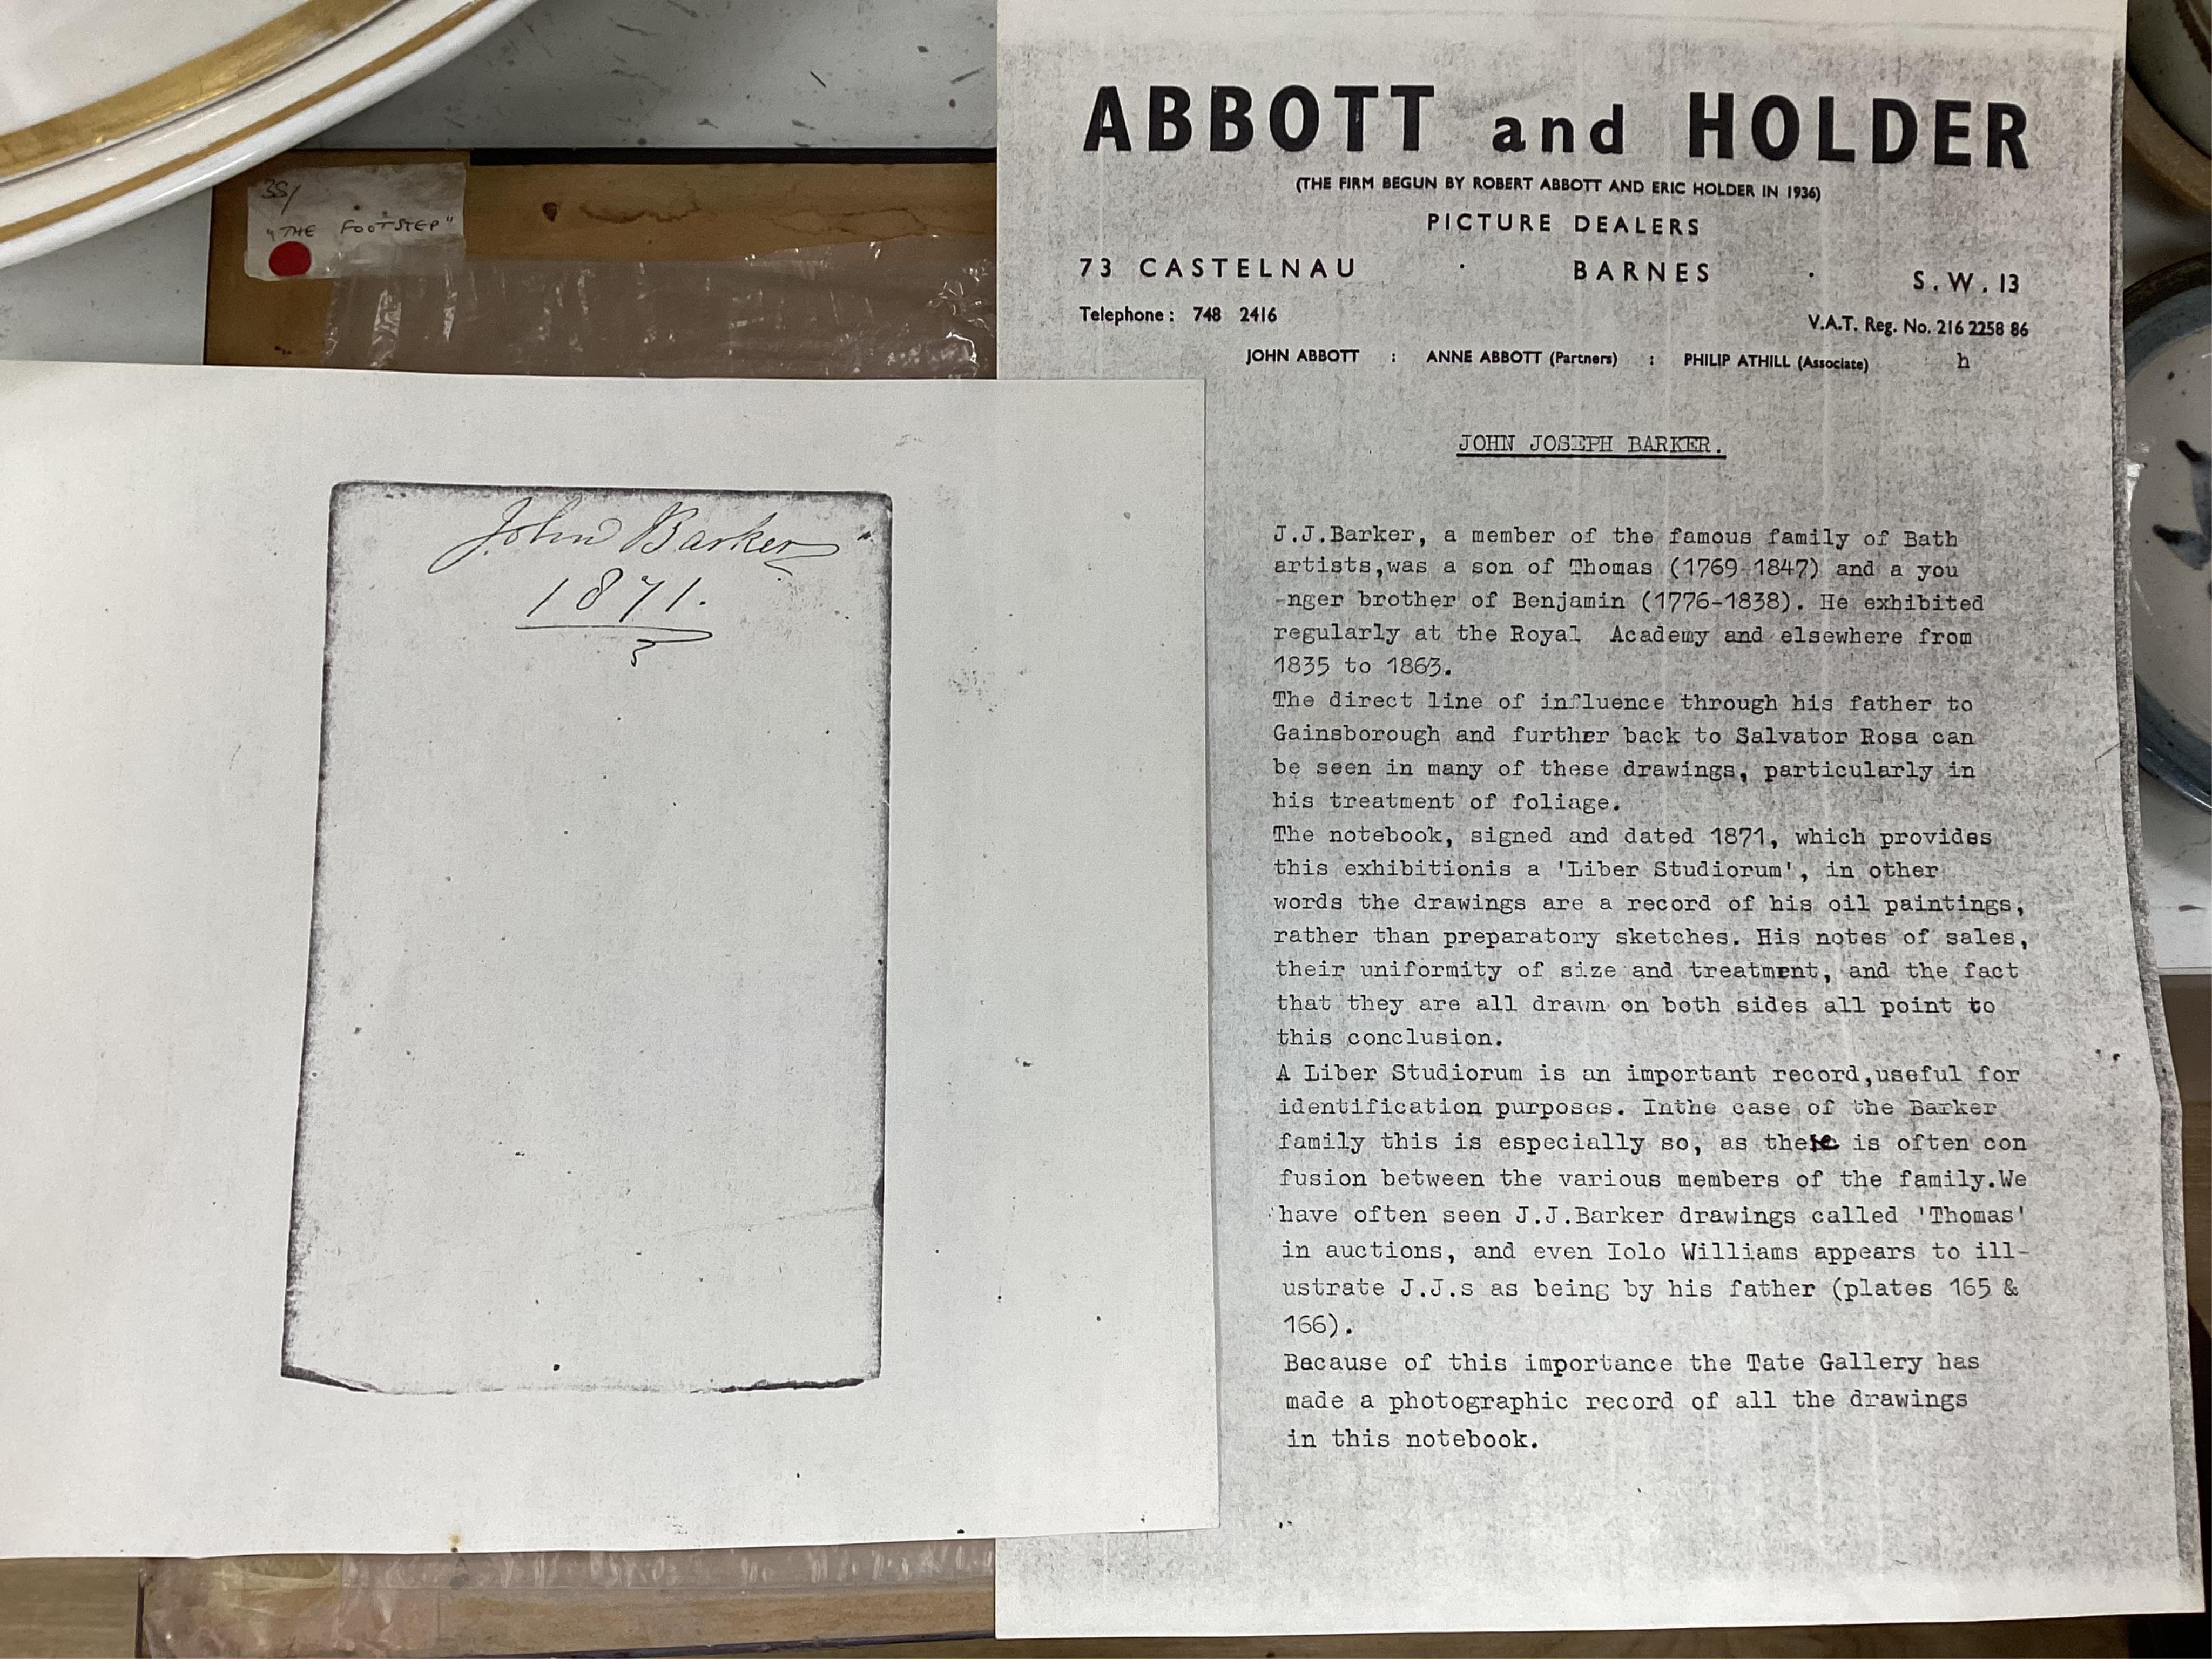 35/
"THE FOOTSTEP"
John Barker
1871.
ABBOTT and HOLDER
(THE FIRM BEGUN BY ROBERT ABBOTT AND ERIC HOLDER IN 1936)
PICTURE DEALERS
73 CASTELNAU · BARNES · S.W.13
Telephone: 748 2416
V.A.T. Reg. No. 216 2258 86
JOHN ABBOTT : ANNE ABBOTT (Partners) : PHILIP ATHILL (Associate) h
JOHN JOSEPH BARKER.
J.J.Barker, a member of the famous family of Bath
artists,was a son of Thomas (1769-1847) and a you
-nger brother of Benjamin (1776-1838). He exhibited
regularly at the Royal Academy and elsewhere from
1835 to 1863.
The direct line of influence through his father to
Gainsborough and further back to Salvator Rosa can
be seen in many of these drawings, particularly in
his treatment of foliage.
The notebook, signed and dated 1871, which provides
this exhibitionis a 'Liber Studiorum', in other
words the drawings are a record of his oil paintings,
rather than preparatory sketches. His notes of sales,
their uniformity of size and treatment, and the fact
that they are all drawn on both sides all point to
this conclusion.
A Liber Studiorum is an important record,useful for
identification purposes. Inthe case of the Barker
family this is especially so, as there is often con
fusion between the various members of the family.We
have often seen J.J.Barker drawings called 'Thomas'
in auctions, and even Iolo Williams appears to ill-
ustrate J.J.s as being by his father (plates 165 &
166).
Bacause of this importance the Tate Gallery has
made a photographic record of all the drawings
in this notebook.